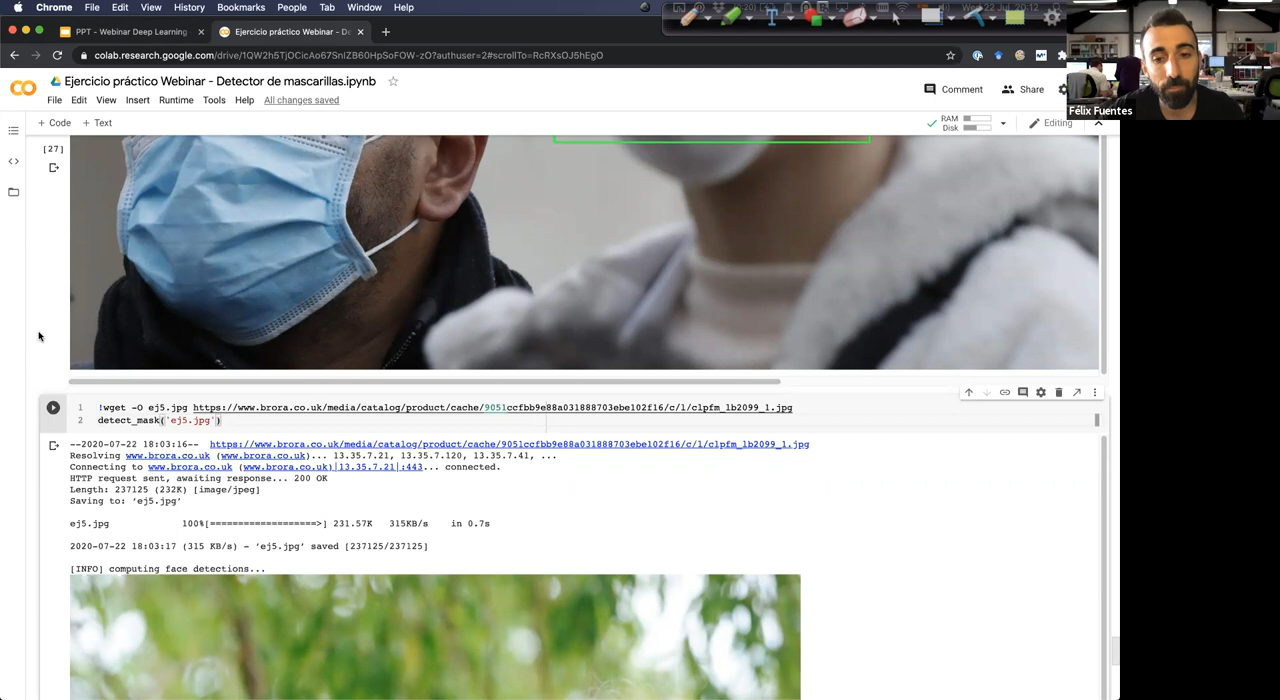 Chrome File Edit View History Bookmarks People Tab Window Help
PPT - Webinar Deep Learning
Ejercicio práctico Webinar - De
colab.research.google.com/drive/1QW2h5TjOCicAo67SnIZB60HpSoFOW-zO?authuser=2#scrollTo=RcRXsOJ5hEgO
Félix Fuentes
Ejercicio práctico Webinar - Detector de mascarillas.ipynb
File Edit View Insert Runtime Tools Help All changes saved
Comment
Share
+ Code + Text
RAM
Disk
Editing
[27]
1 !wget -O ej5.jpg https://www.brora.co.uk/media/catalog/product/cache/9051ccfbb9e88a031888703ebe102f16/c/l/clpfm_lb2099_1.jpg
2 detect_mask('ej5.jpg')
--2020-07-22 18:03:16-- https://www.brora.co.uk/media/catalog/product/cache/9051ccfbb9e88a031888703ebe102f16/c/l/clpfm_lb2099_1.jpg
Resolving www.brora.co.uk (www.brora.co.uk)... 13.35.7.21, 13.35.7.120, 13.35.7.41, ...
Connecting to www.brora.co.uk (www.brora.co.uk)|13.35.7.21|:443... connected.
HTTP request sent, awaiting response... 200 OK
Length: 237125 (232K) [image/jpeg]
Saving to: ‘ej5.jpg’
ej5.jpg 100%[===================>] 231.57K 315KB/s in 0.7s
2020-07-22 18:03:17 (315 KB/s) - ‘ej5.jpg’ saved [237125/237125]
[INFO] computing face detections...